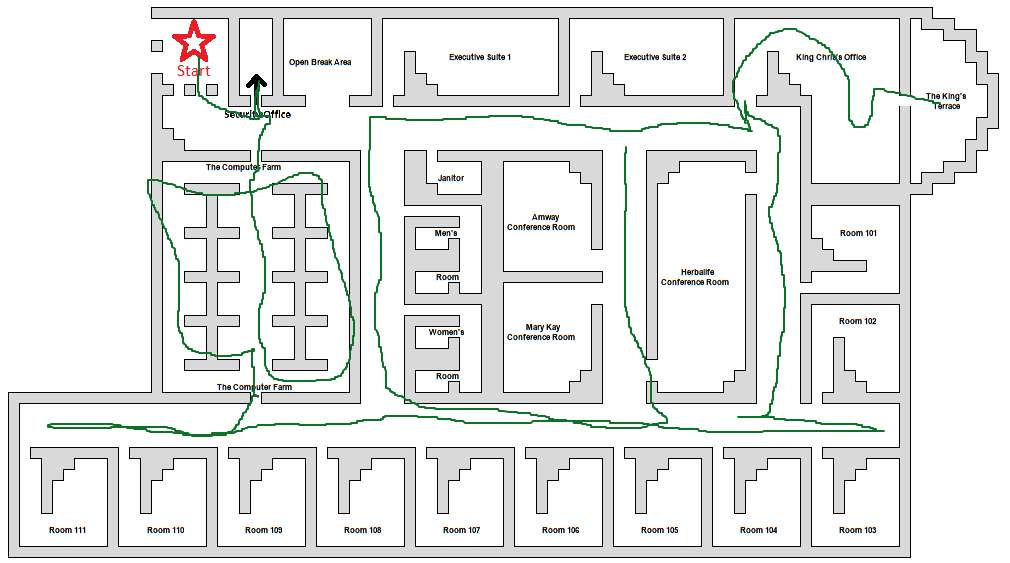 Start
Open Break Area
Executive Suite 1
Executive Suite 2
King Chris's Office
The King's
Terrace
Security Office
The Computer Farm
Janitor
Amway
Conference Room
Men's
Room
Room 101
Herbalife
Conference Room
Women's
Room
Mary Kay
Conference Room
Room 102
The Computer Farm
Room 111
Room 110
Room 109
Room 108
Room 107
Room 106
Room 105
Room 104
Room 103